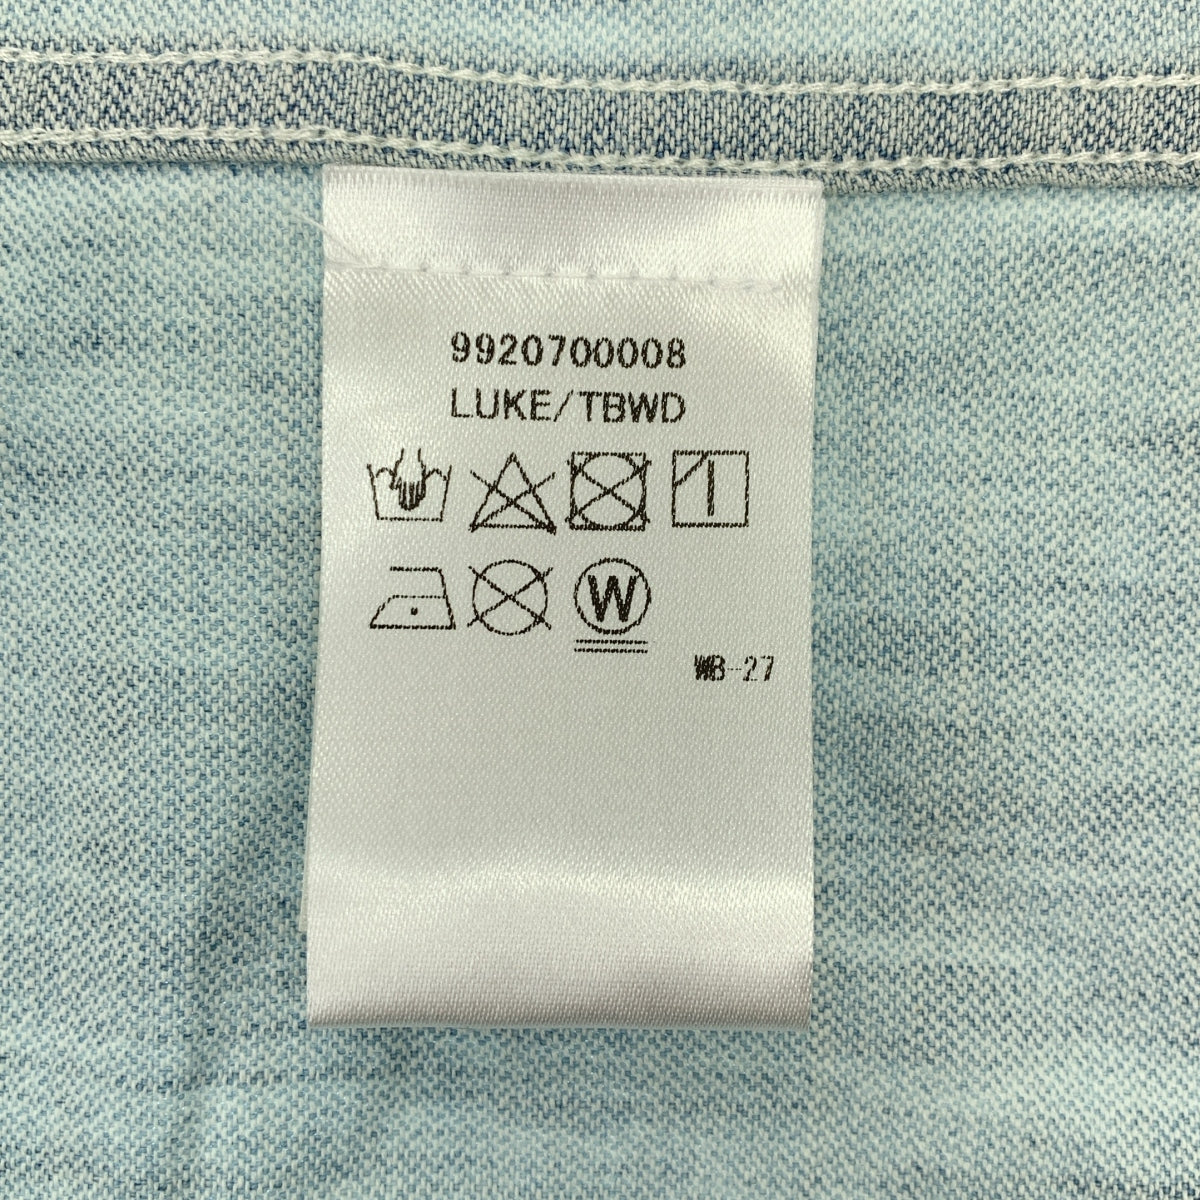 9920700008
LUKE/TBWD
W
WB-27